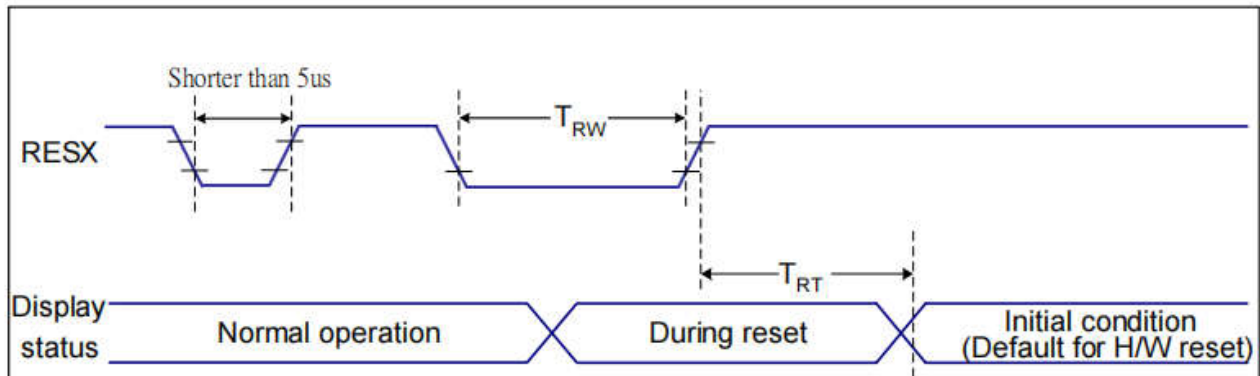 Shorter than 5us
RESX
TRW
TRT
Display
status
Normal operation
During reset
Initial condition
(Default for H/W reset)